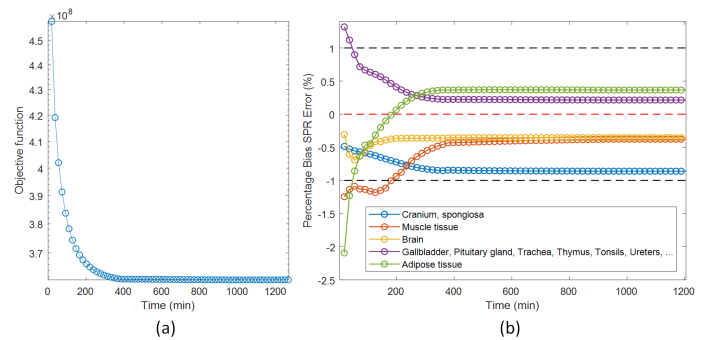 ×10⁸
4.5
4.4
4.3
4.2
4.1
4
3.9
3.8
3.7
Objective function
0 200 400 600 800 1000 1200
Time (min)
(a)
1
0.5
0
-0.5
-1
-1.5
-2
-2.5
Percentage Bias SPR Error (%)
Cranium, spongiosa
Muscle tissue
Brain
Gallbladder, Pituitary gland, Trachea, Thymus, Tonsils, Ureters, ...
Adipose tissue
0 200 400 600 800 1000 1200
Time (min)
(b)